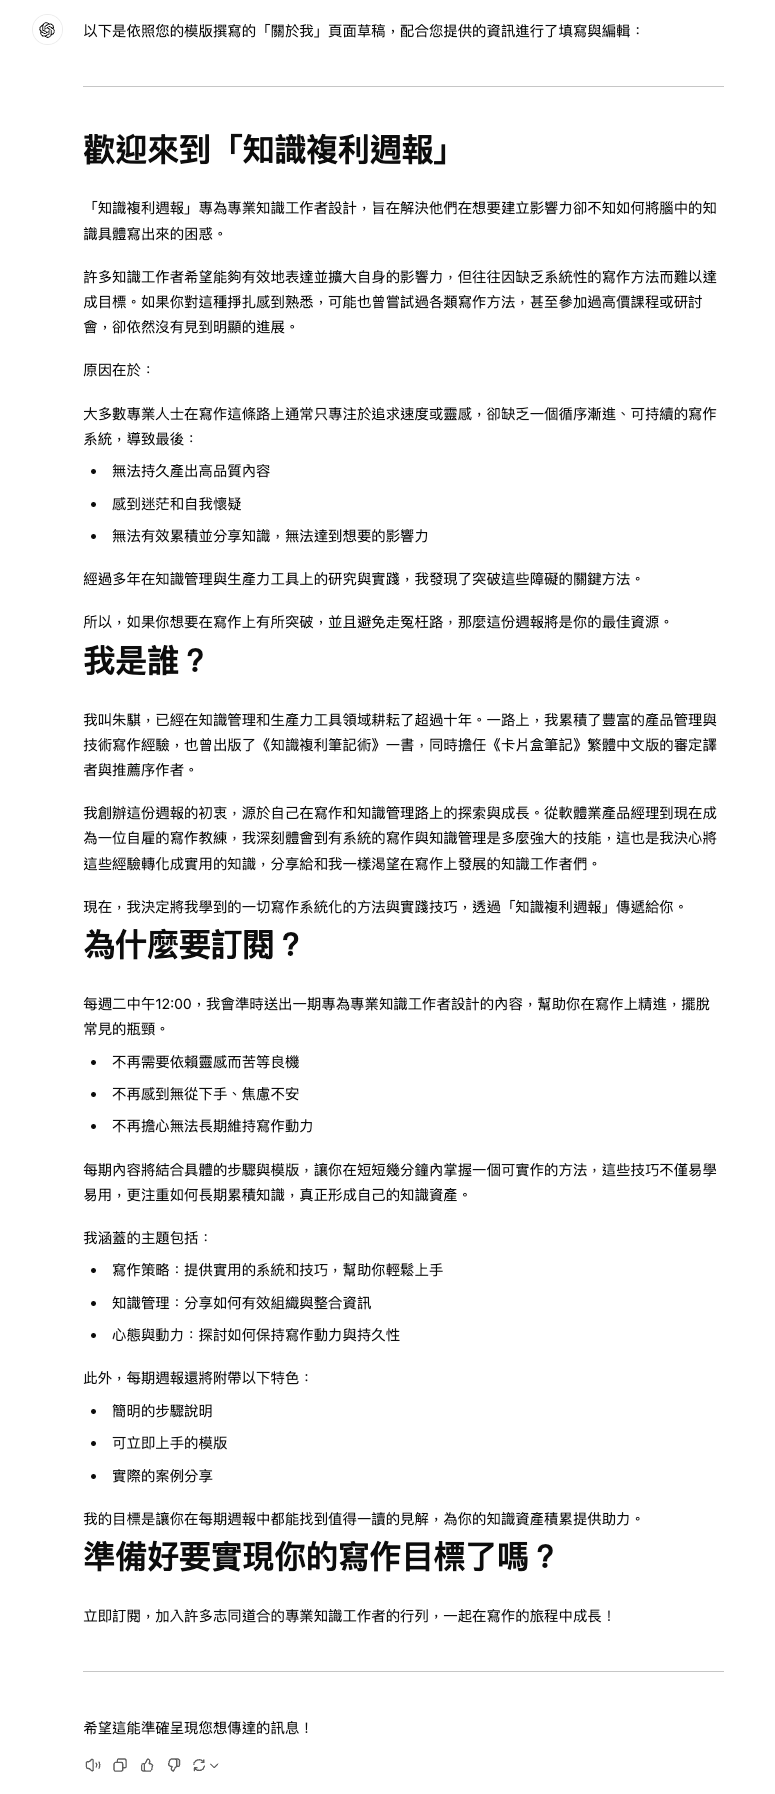 以下是依照您的模版撰寫的「關於我」頁面草稿，配合您提供的資訊進行了填寫與編輯：
歡迎來到「知識複利週報」
「知識複利週報」專為專業知識工作者設計，旨在解決他們在想要建立影響力卻不知如何將腦中的知
識具體寫出來的困惑。
許多知識工作者希望能夠有效地表達並擴大自身的影響力，但往往因缺乏系統性的寫作方法而難以達
成目標。如果你對這種掙扎感到熟悉，可能也曾嘗試過各類寫作方法，甚至參加過高價課程或研討
會，卻依然沒有見到明顯的進展。
原因在於：
大多數專業人士在寫作這條路上通常只專注於追求速度或靈感，卻缺乏一個循序漸進、可持續的寫作
系統，導致最後：
• 無法持久產出高品質內容
• 感到迷茫和自我懷疑
• 無法有效累積並分享知識，無法達到想要的影響力
經過多年在知識管理與生產力工具上的研究與實踐，我發現了突破這些障礙的關鍵方法。
所以，如果你想要在寫作上有所突破，並且避免走冤枉路，那麼這份週報將是你的最佳資源。
我是誰？
我叫朱騏，已經在知識管理和生產力工具領域耕耘了超過十年。一路上，我累積了豐富的產品管理與
技術寫作經驗，也曾出版了《知識複利筆記術》一書，同時擔任《卡片盒筆記》繁體中文版的審定譯
者與推薦序作者。
我創辦這份週報的初衷，源於自己在寫作和知識管理路上的探索與成長。從軟體業產品經理到現在成
為一位自雇的寫作教練，我深刻體會到有系統的寫作與知識管理是多麼強大的技能，這也是我決心將
這些經驗轉化成實用的知識，分享給和我一樣渴望在寫作上發展的知識工作者們。
現在，我決定將我學到的一切寫作系統化的方法與實踐技巧，透過「知識複利週報」傳遞給你。
為什麼要訂閱？
每週二中午12:00，我會準時送出一期專為專業知識工作者設計的內容，幫助你在寫作上精進，擺脫
常見的瓶頸。
• 不再需要依賴靈感而苦等良機
• 不再感到無從下手、焦慮不安
• 不再擔心無法長期維持寫作動力
每期內容將結合具體的步驟與模版，讓你在短短幾分鐘內掌握一個可實作的方法，這些技巧不僅易學
易用，更注重如何長期累積知識，真正形成自己的知識資產。
我涵蓋的主題包括：
• 寫作策略：提供實用的系統和技巧，幫助你輕鬆上手
• 知識管理：分享如何有效組織與整合資訊
• 心態與動力：探討如何保持寫作動力與持久性
此外，每期週報還將附帶以下特色：
• 簡明的步驟說明
• 可立即上手的模版
• 實際的案例分享
我的目標是讓你在每期週報中都能找到值得一讀的見解，為你的知識資產積累提供助力。
準備好要實現你的寫作目標了嗎？
立即訂閱，加入許多志同道合的專業知識工作者的行列，一起在寫作的旅程中成長！
希望這能準確呈現您想傳達的訊息！